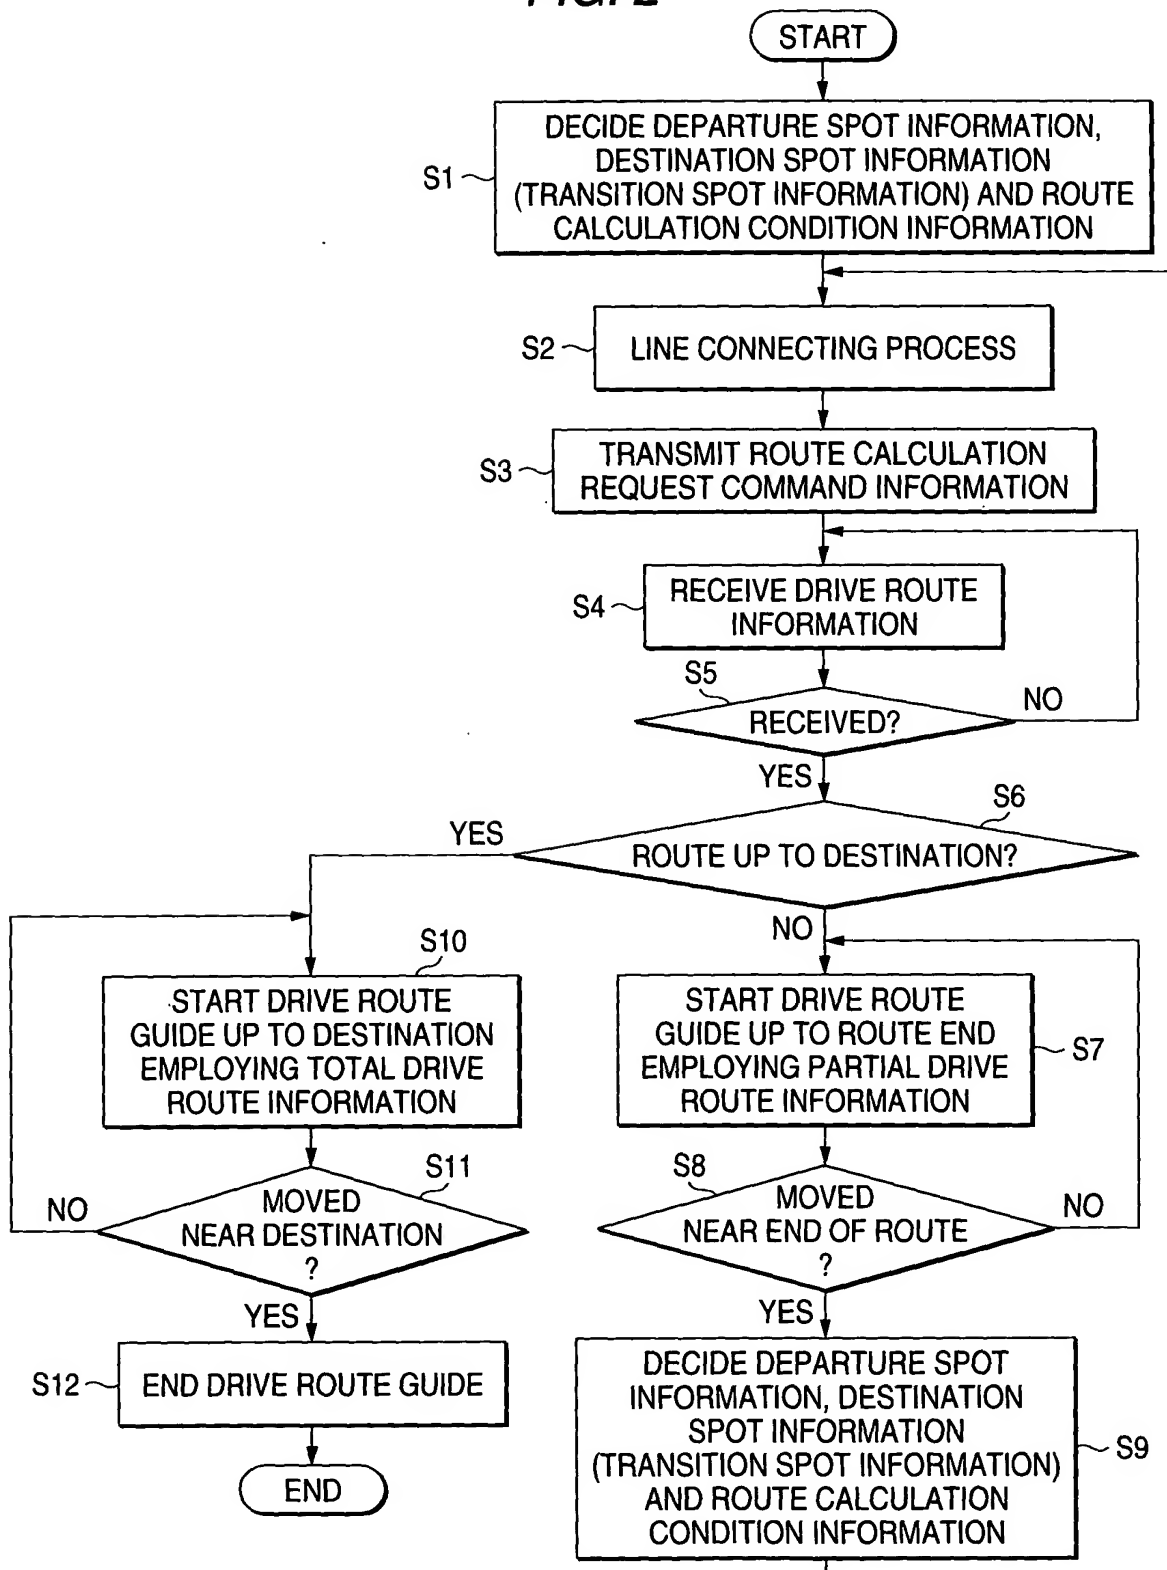 START
DECIDE DEPARTURE SPOT INFORMATION,
DESTINATION SPOT INFORMATION
(TRANSITION SPOT INFORMATION) AND ROUTE
CALCULATION CONDITION INFORMATION
S1
S2
LINE CONNECTING PROCESS
S3
TRANSMIT ROUTE CALCULATION
REQUEST COMMAND INFORMATION
S4
RECEIVE DRIVE ROUTE
INFORMATION
S5
RECEIVED?
NO
YES
S6
YES
ROUTE UP TO DESTINATION?
NO
S10
START DRIVE ROUTE
GUIDE UP TO DESTINATION
EMPLOYING TOTAL DRIVE
ROUTE INFORMATION
START DRIVE ROUTE
GUIDE UP TO ROUTE END
EMPLOYING PARTIAL DRIVE
ROUTE INFORMATION
S7
S11
MOVED
NEAR DESTINATION
?
NO
YES
S8
MOVED
NEAR END OF ROUTE
?
NO
YES
S12
END DRIVE ROUTE GUIDE
END
DECIDE DEPARTURE SPOT
INFORMATION, DESTINATION
SPOT INFORMATION
(TRANSITION SPOT INFORMATION)
AND ROUTE CALCULATION
CONDITION INFORMATION
S9